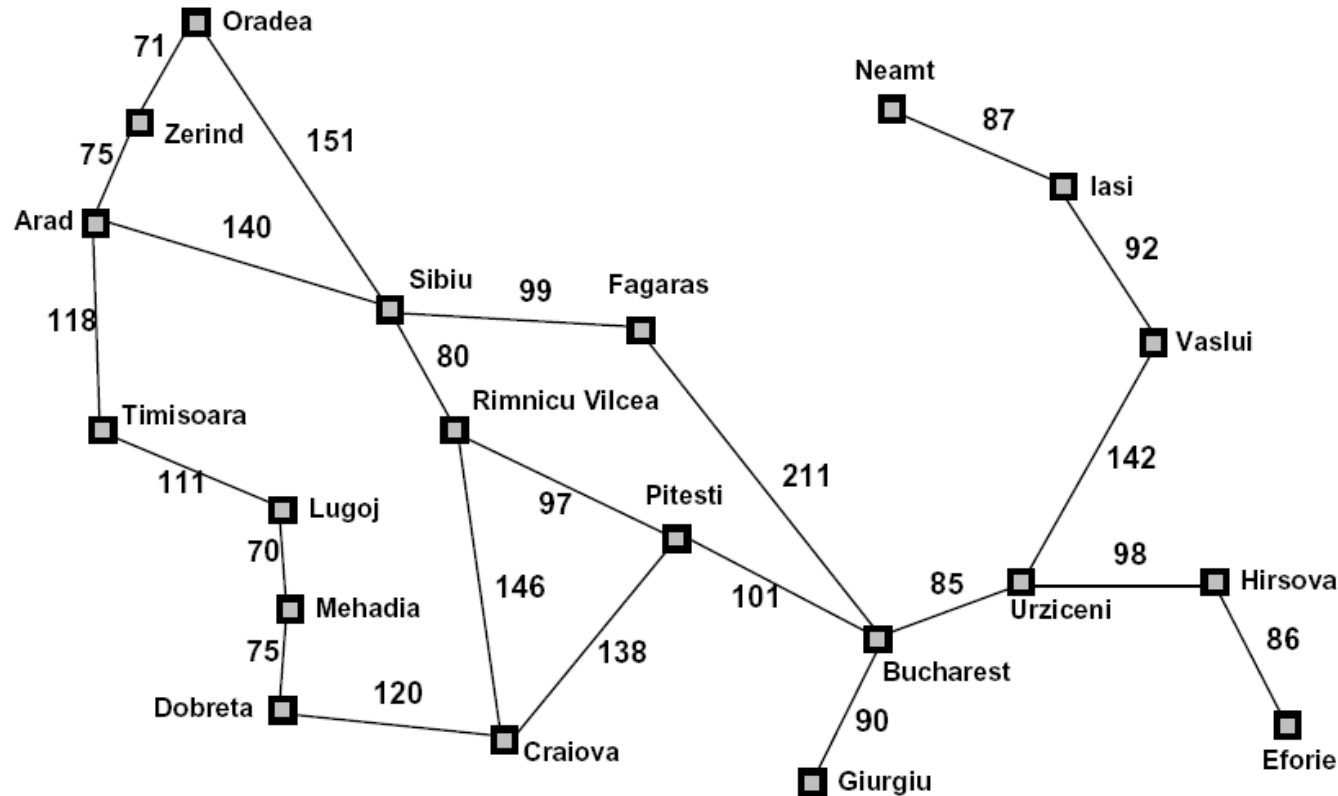 Oradea
71
Neamt
87
Zerind
151
75
Iasi
Arad
140
92
Sibiu
Fagaras
99
118
80
Vaslui
Rimnicu Vilcea
Timisoara
142
211
111
Pitesti
Lugoj
97
70
98
Hirsova
146
85
101
Urziceni
Mehadia
86
138
75
Bucharest
120
Dobreta
90
Craiova
Eforie
Giurgiu